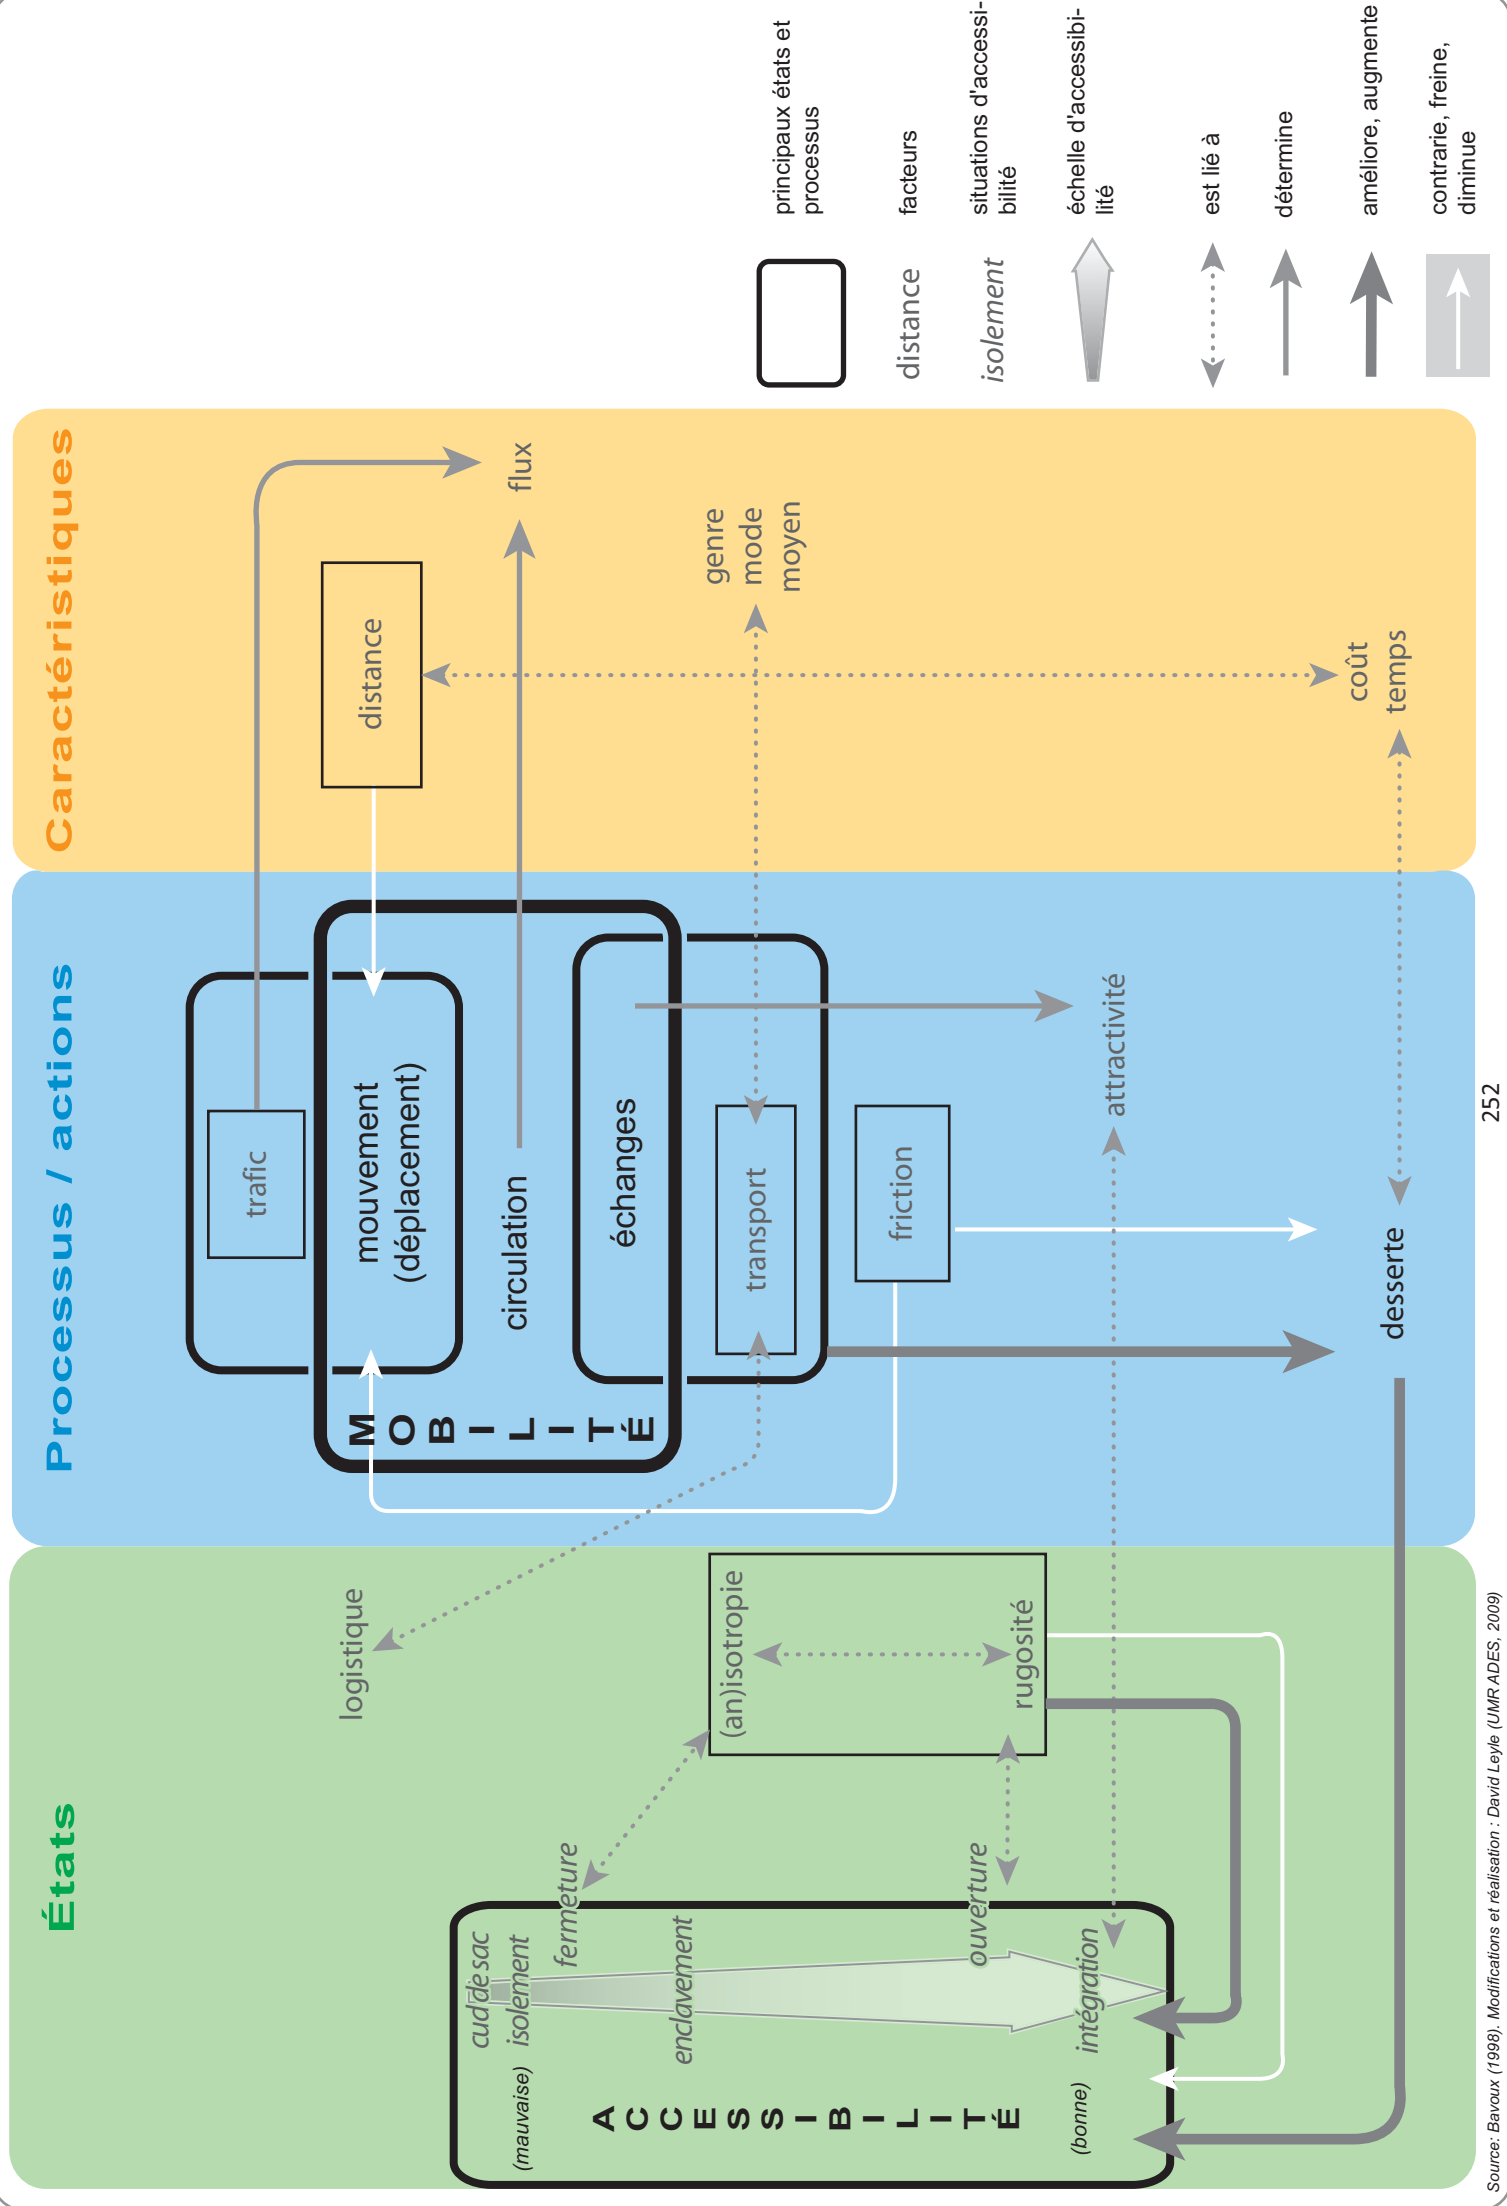 États
Processus / actions
Caractéristiques
cud de sac
isolement
(mauvaise)
fermeture
enclavement
ouverture
intégration
(bonne)
ACCESSIBILITÉ
logistique
(an)isotropie
rugosité
MOBILITÉ
trafic
mouvement
(déplacement)
circulation
échanges
transport
friction
attractivité
desserte
distance
flux
genre
mode
moyen
coût
temps
principaux états et
processus
distance
facteurs
isolement
situations d'accessi-
bilité
échelle d'accessibi-
lité
est lié à
détermine
améliore, augmente
contrarie, freine,
diminue
Source: Bavoux (1998). Modifications et réalisation : David Leyle (UMR ADES, 2009)
252